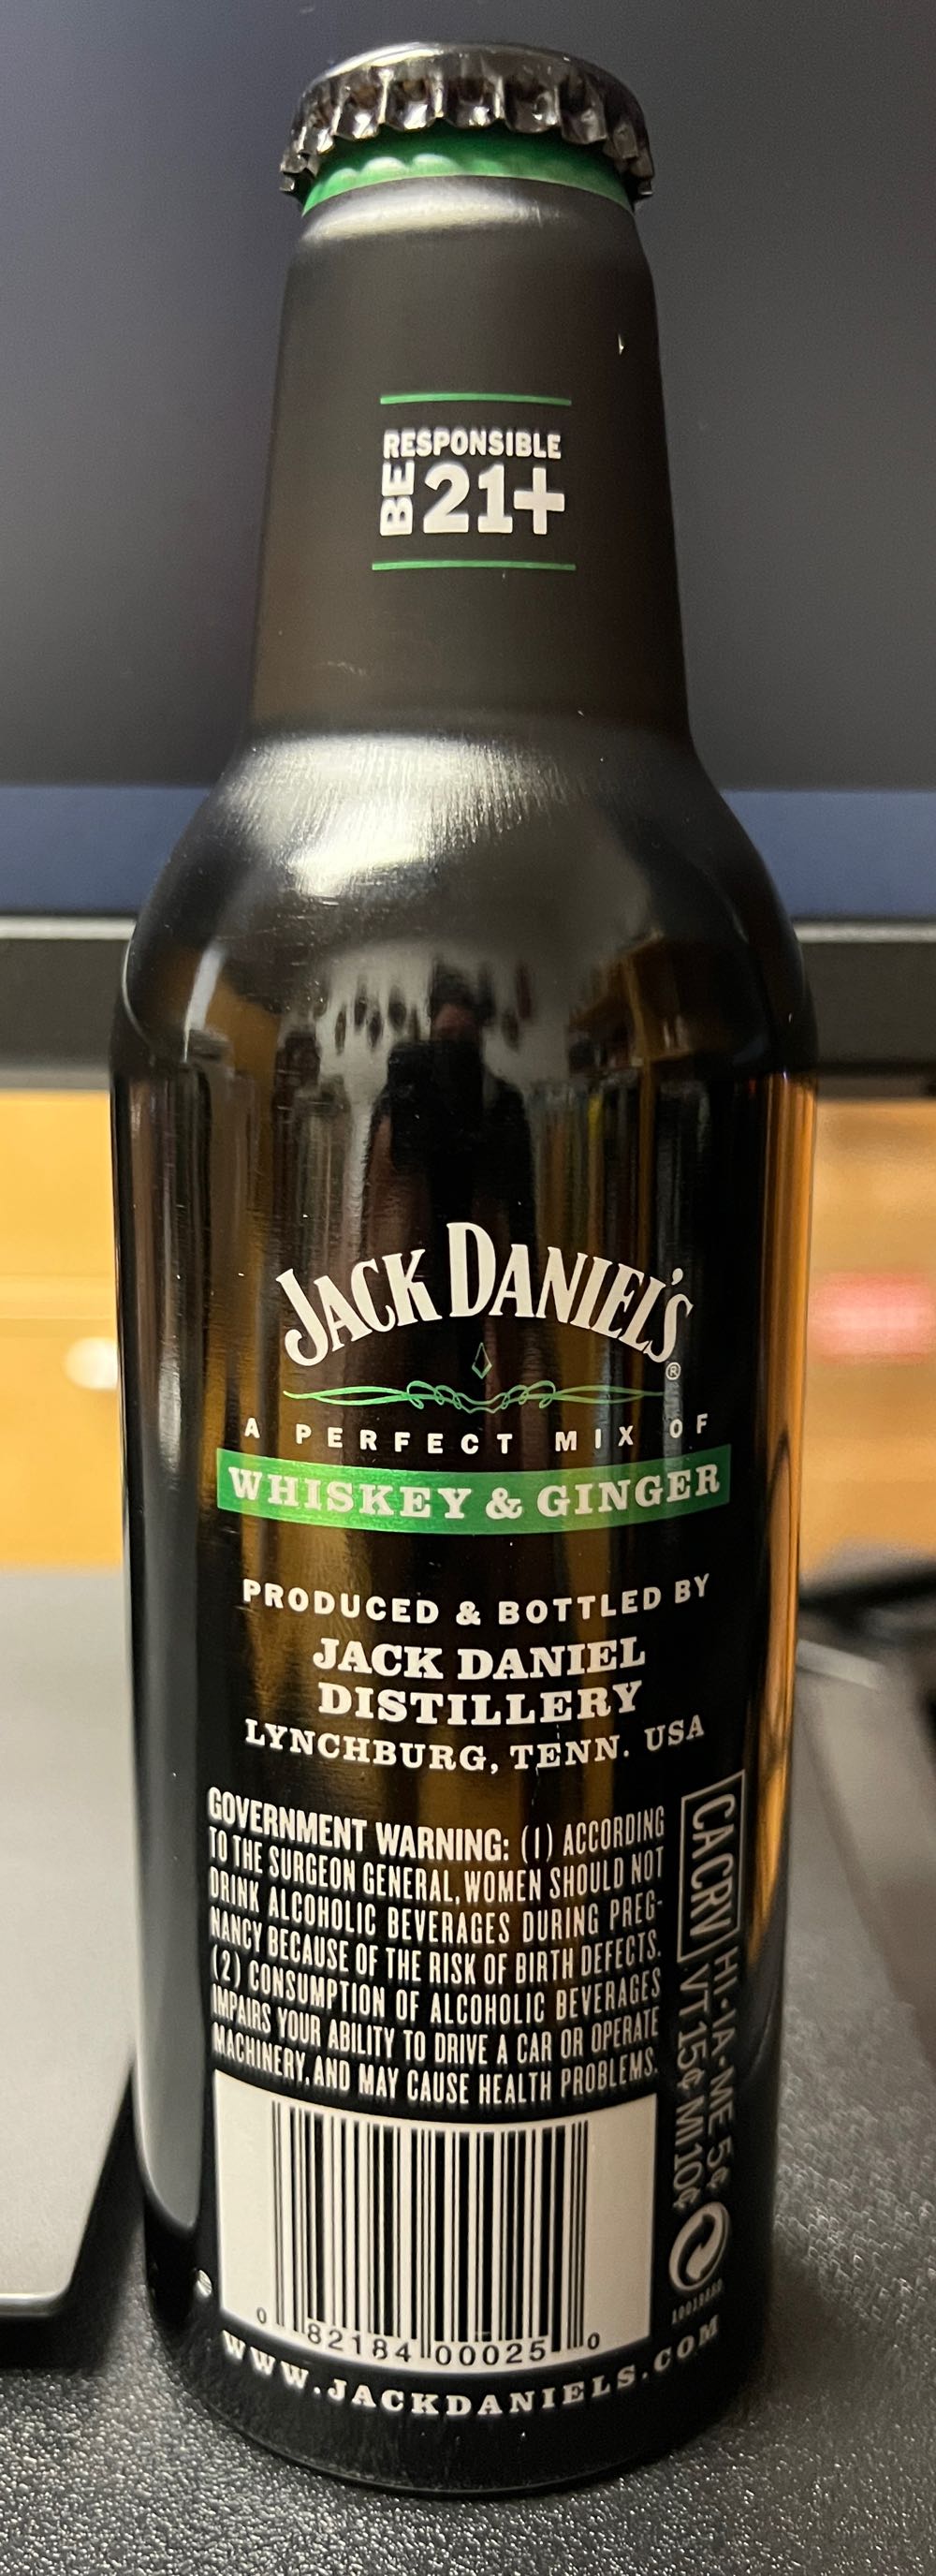 BE RESPONSIBLE
21+
JACK DANIEL'S®
A PERFECT MIX OF
WHISKEY & GINGER
PRODUCED & BOTTLED BY
JACK DANIEL
DISTILLERY
LYNCHBURG, TENN. USA
GOVERNMENT WARNING: (1) ACCORDING
TO THE SURGEON GENERAL, WOMEN SHOULD NOT
DRINK ALCOHOLIC BEVERAGES DURING PREG-
NANCY BECAUSE OF THE RISK OF BIRTH DEFECTS.
(2) CONSUMPTION OF ALCOHOLIC BEVERAGES
IMPAIRS YOUR ABILITY TO DRIVE A CAR OR OPERATE
MACHINERY, AND MAY CAUSE HEALTH PROBLEMS.
CA CRV HI•IA•ME 5¢
VT 15¢ MI 10¢
0 82184 00025 0
WWW.JACKDANIELS.COM